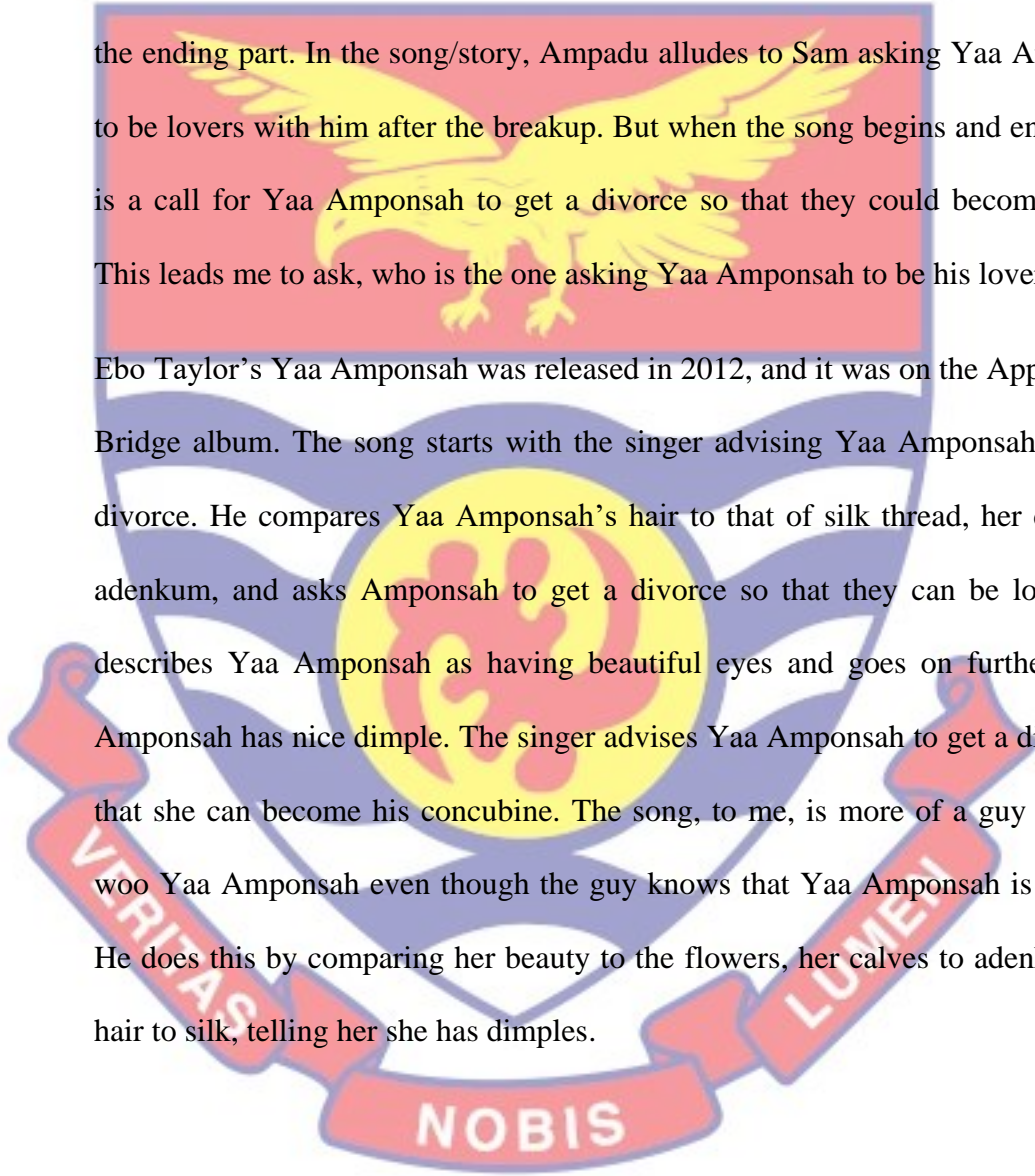 the ending part. In the song/story, Ampadu alludes to Sam asking Yaa A
to be lovers with him after the breakup. But when the song begins and en
is a call for Yaa Amponsah to get a divorce so that they could becom
This leads me to ask, who is the one asking Yaa Amponsah to be his lover
Ebo Taylor’s Yaa Amponsah was released in 2012, and it was on the App
Bridge album. The song starts with the singer advising Yaa Amponsah
divorce. He compares Yaa Amponsah’s hair to that of silk thread, her
adenkum, and asks Amponsah to get a divorce so that they can be lo
describes Yaa Amponsah as having beautiful eyes and goes on furthe
Amponsah has nice dimple. The singer advises Yaa Amponsah to get a d
that she can become his concubine. The song, to me, is more of a guy
woo Yaa Amponsah even though the guy knows that Yaa Amponsah is
He does this by comparing her beauty to the flowers, her calves to aden
hair to silk, telling her she has dimples.
VERITAS NOBIS LUMEN